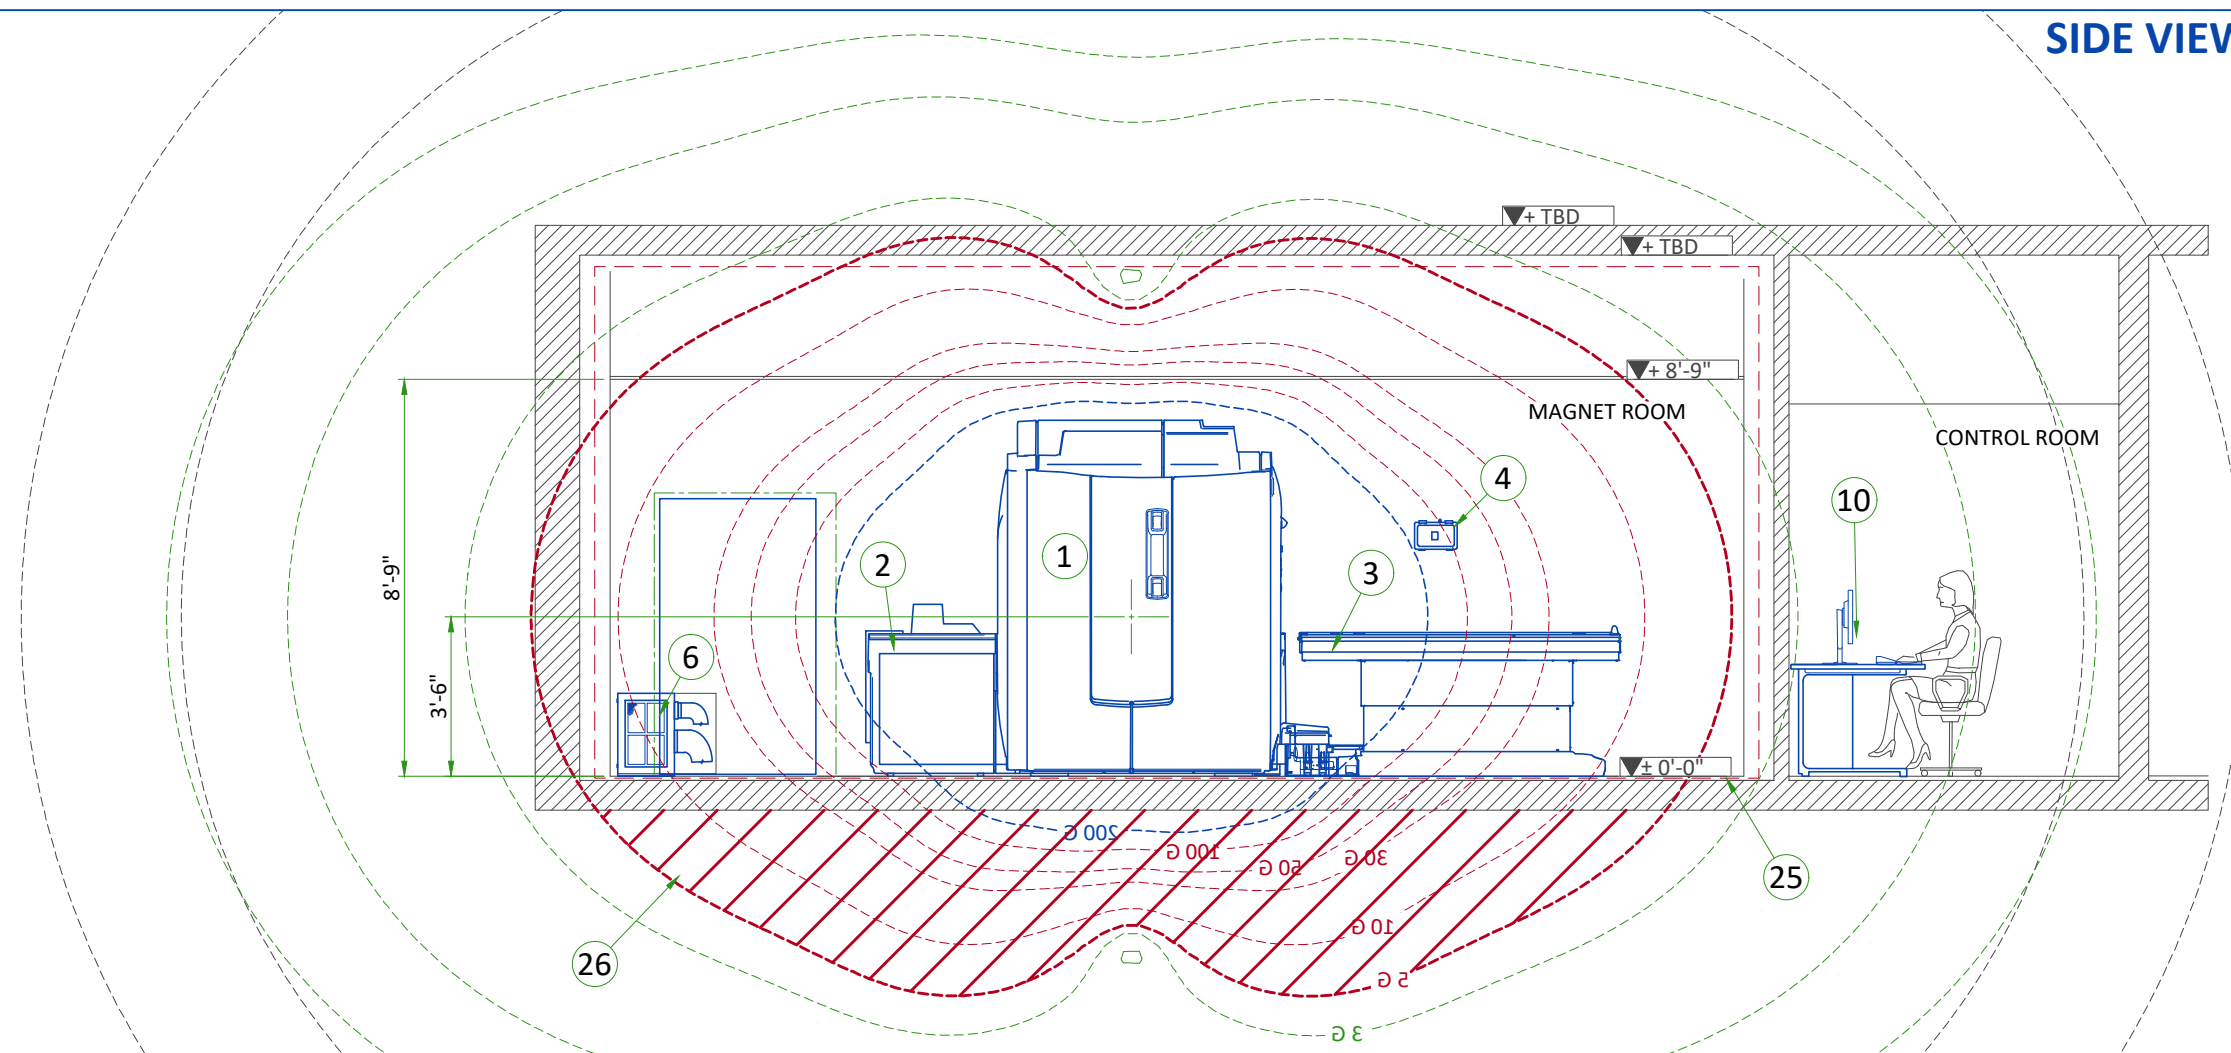 SIDE VIEW
+ TBD
+ TBD
+ 8'-9"
MAGNET ROOM
CONTROL ROOM
4
10
1
2
3
8'-9"
6
3'-6"
± 0'-0"
200 G
100 G
50 G
30 G
25
10 G
26
5 G
3 G